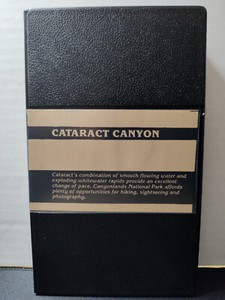 CATARACT CANYON
Cataract's combination of smooth flowing water and
exploding whitewater rapids provide an excellent
change of pace. Canyonlands National Park affords
plenty of opportunities for hiking, sightseeing and
photography.